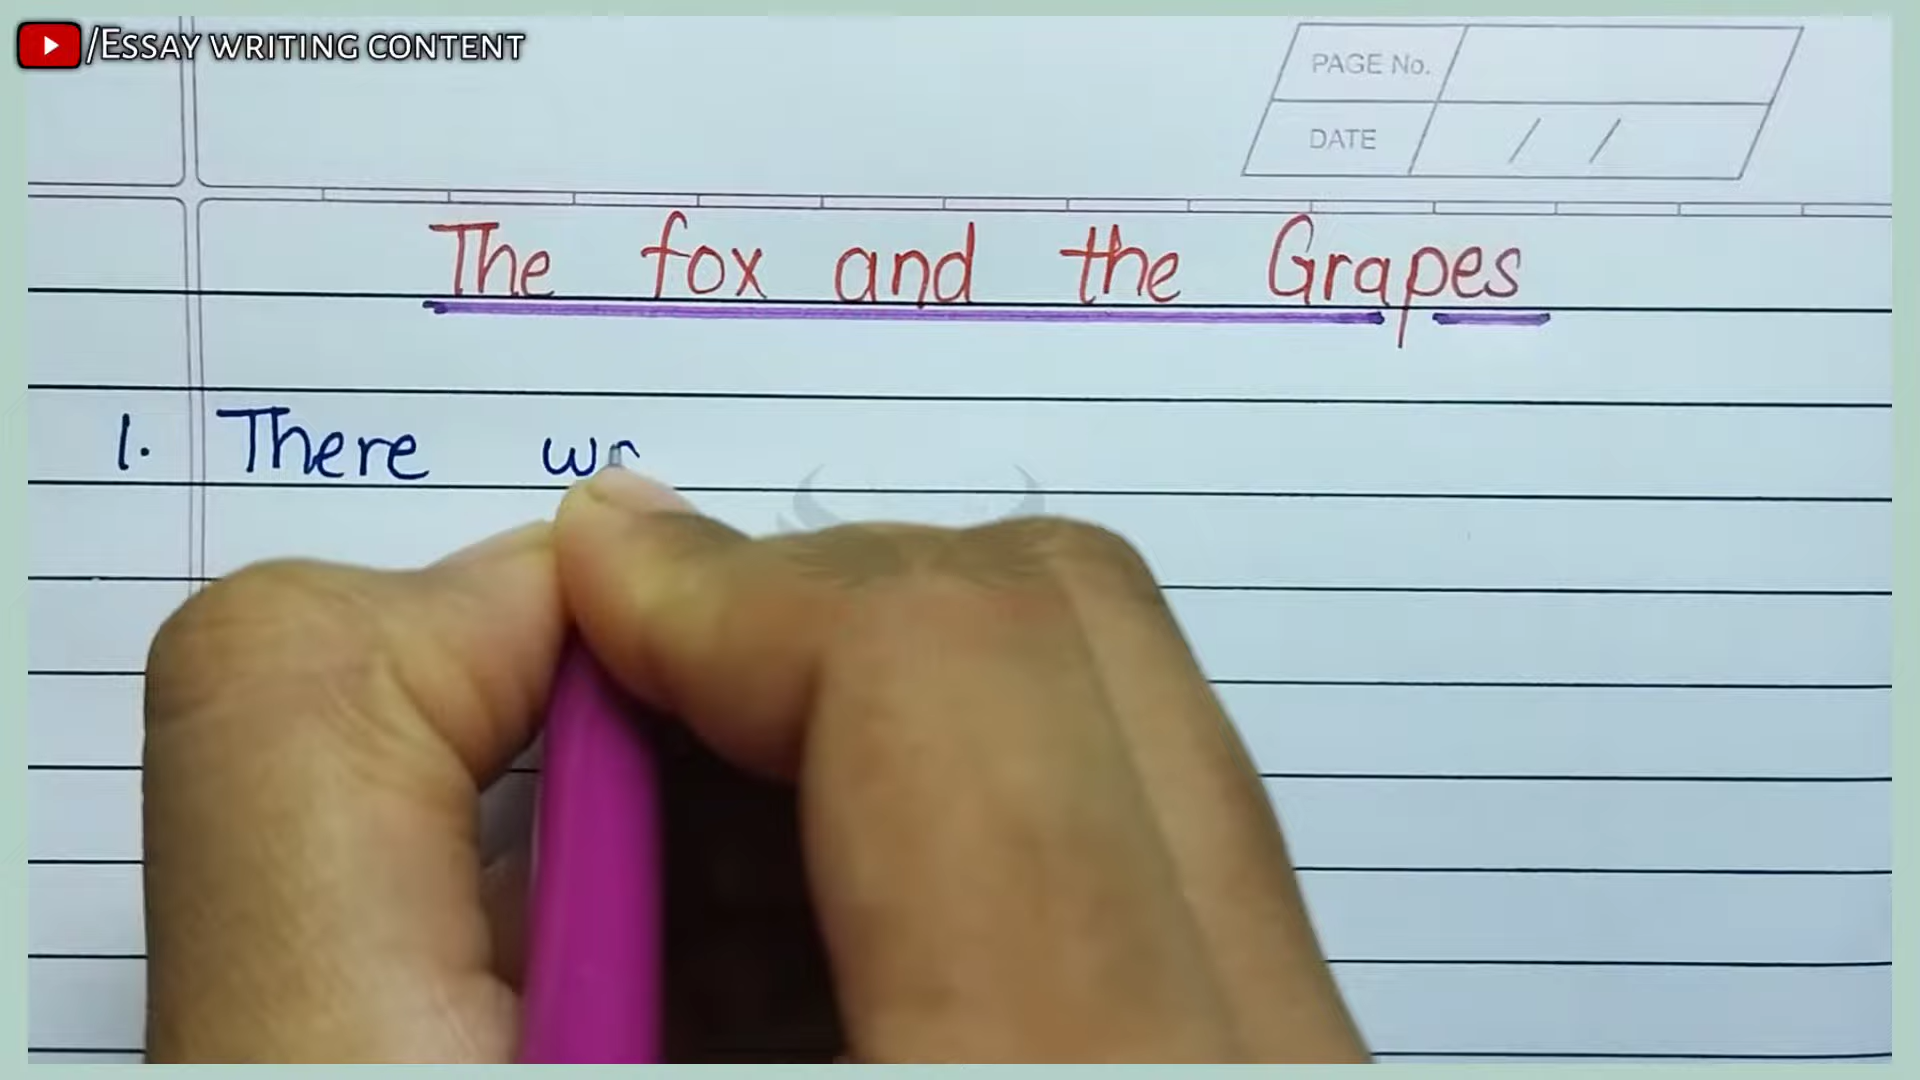 /ESSAY WRITING CONTENT
PAGE No.
DATE / /
The fox and the Grapes
1. There